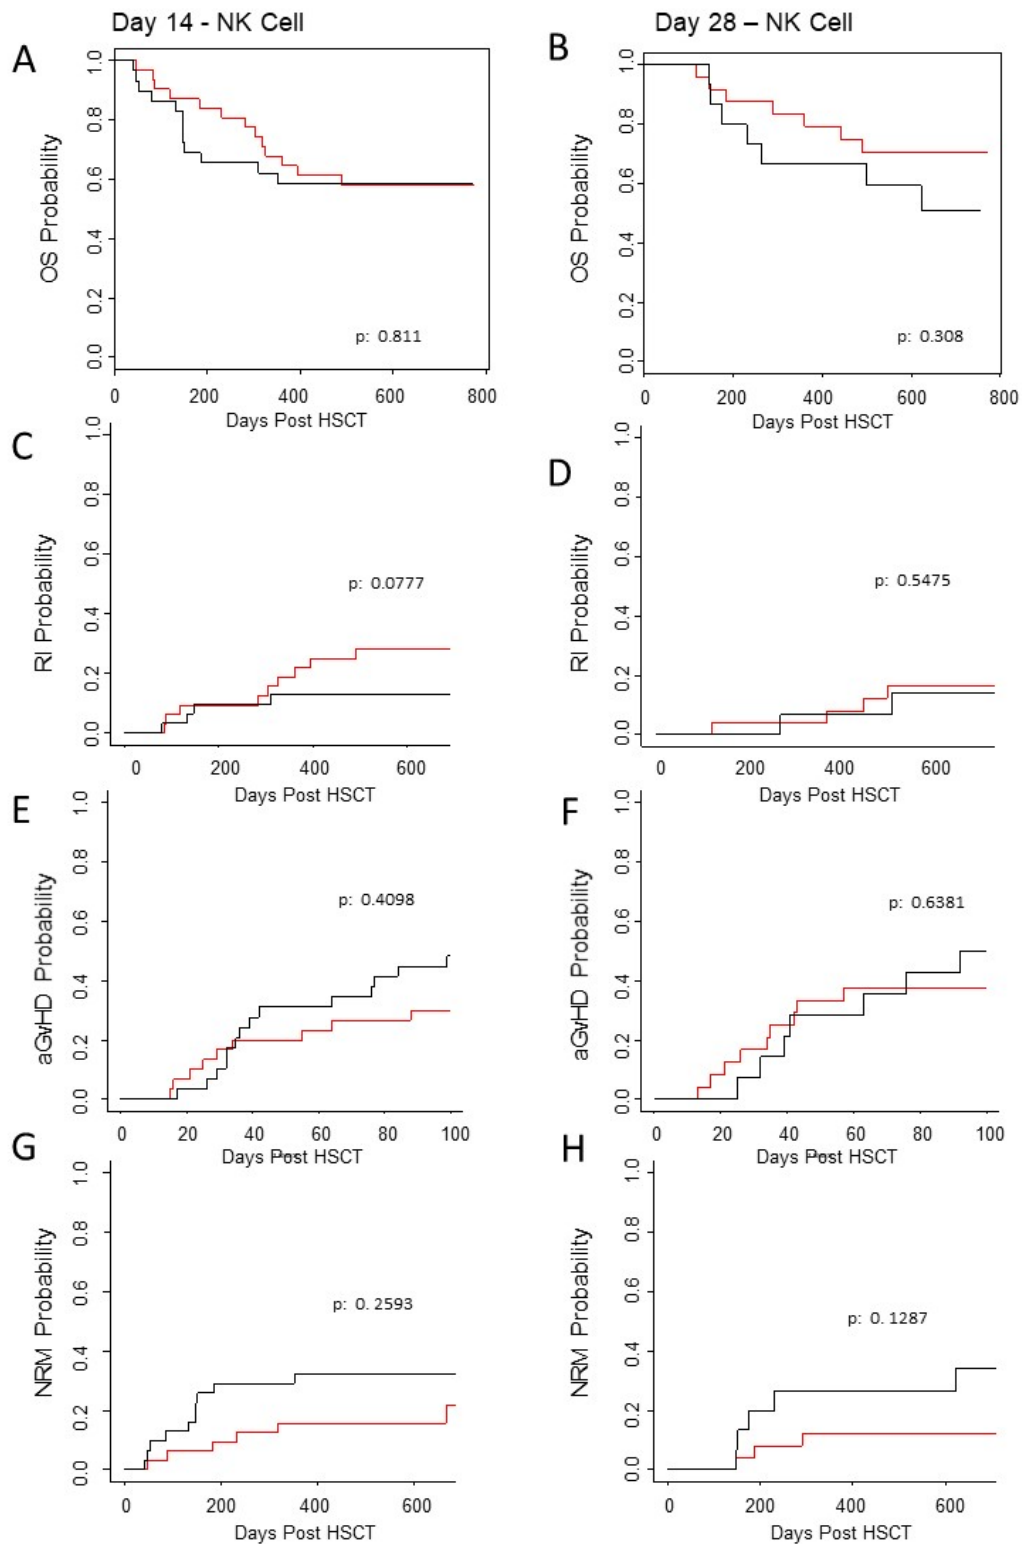 Day 14 - NK Cell
Day 28 – NK Cell
A
OS Probability
1.0
0.8
0.6
0.4
0.2
0.0
p: 0.811
0 200 400 600 800
Days Post HSCT
B
OS Probability
1.0
0.8
0.6
0.4
0.2
0.0
p: 0.308
0 200 400 600 800
Days Post HSCT
C
RI Probability
1.0
0.8
0.6
0.4
0.2
0.0
p: 0.0777
0 200 400 600
Days Post HSCT
D
RI Probability
1.0
0.8
0.6
0.4
0.2
0.0
p: 0.5475
0 200 400 600
Days Post HSCT
E
aGvHD Probability
1.0
0.8
0.6
0.4
0.2
0.0
p: 0.4098
0 20 40 60 80 100
Days Post HSCT
F
aGvHD Probability
1.0
0.8
0.6
0.4
0.2
0.0
p: 0.6381
0 20 40 60 80 100
Days Post HSCT
G
NRM Probability
1.0
0.8
0.6
0.4
0.2
0.0
p: 0. 2593
0 200 400 600
Days Post HSCT
H
NRM Probability
1.0
0.8
0.6
0.4
0.2
0.0
p: 0. 1287
0 200 400 600
Days Post HSCT